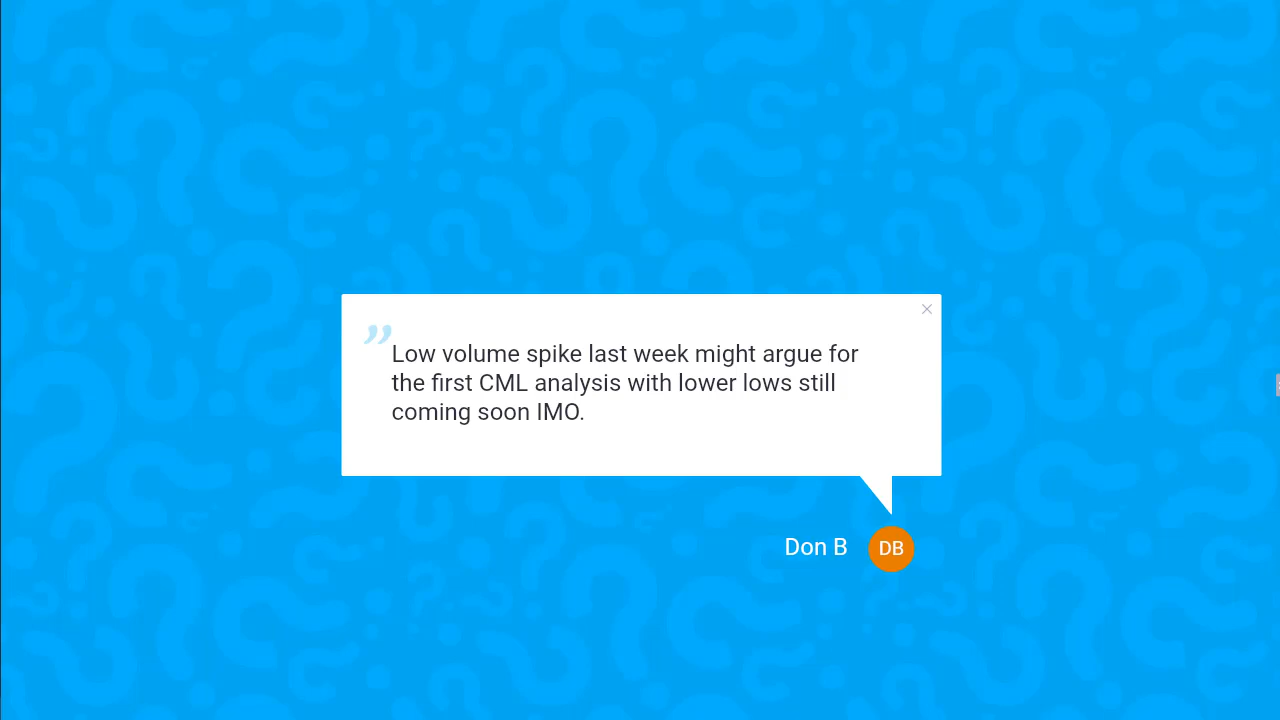 Low volume spike last week might argue for
the first CML analysis with lower lows still
coming soon IMO.
Don B
DB